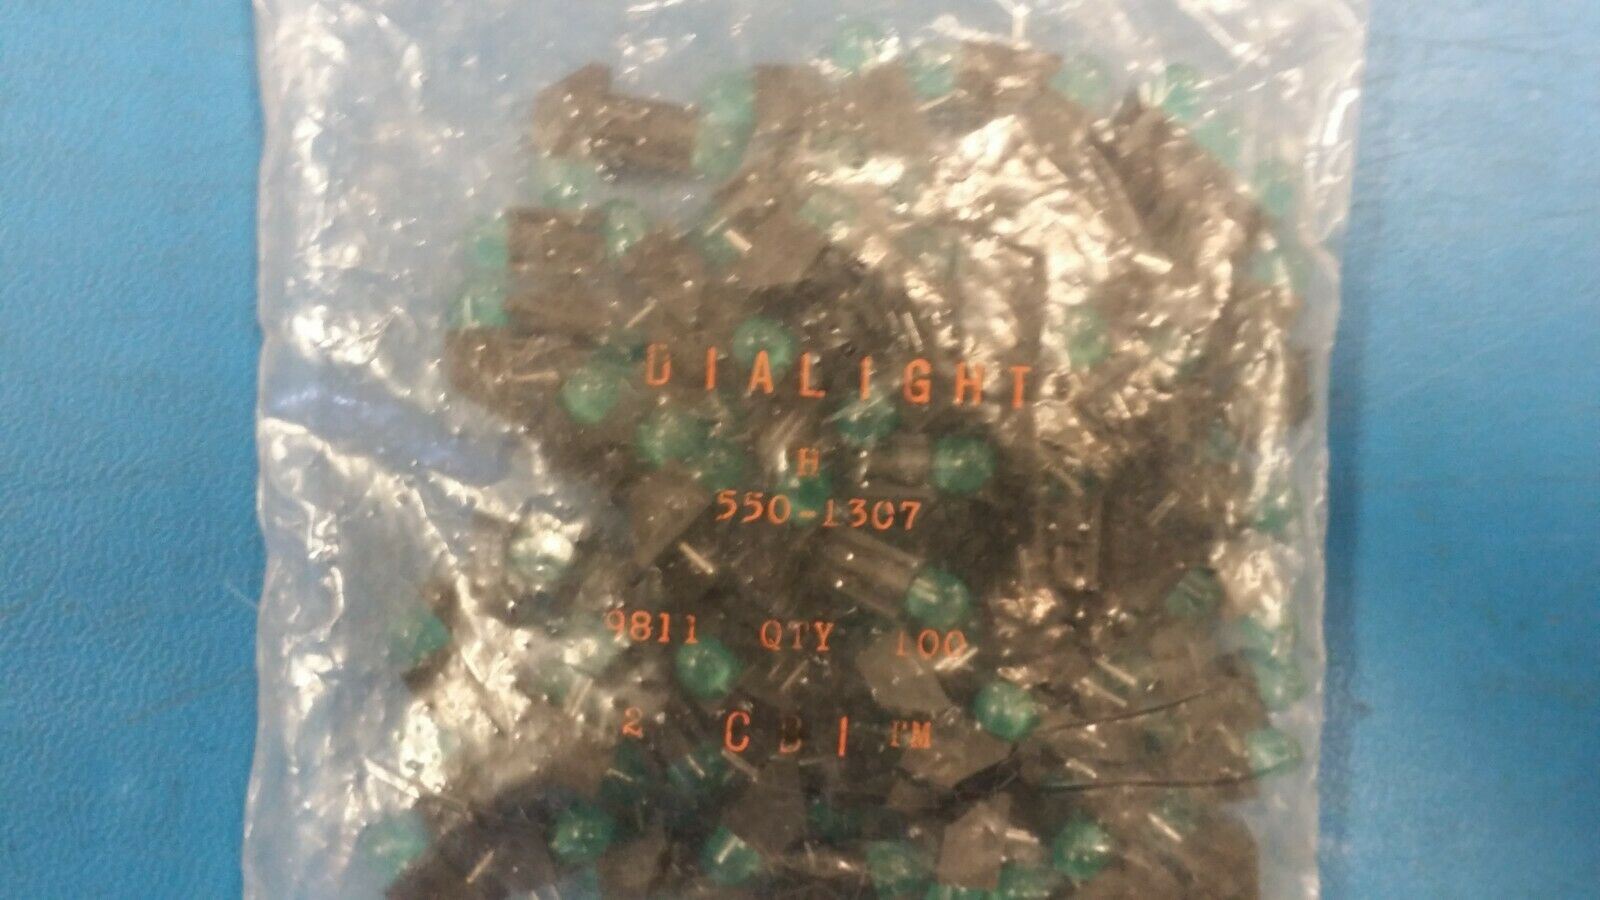 DIALIGHT
H
550-1307
9811 QTY 100
2 CBI TM